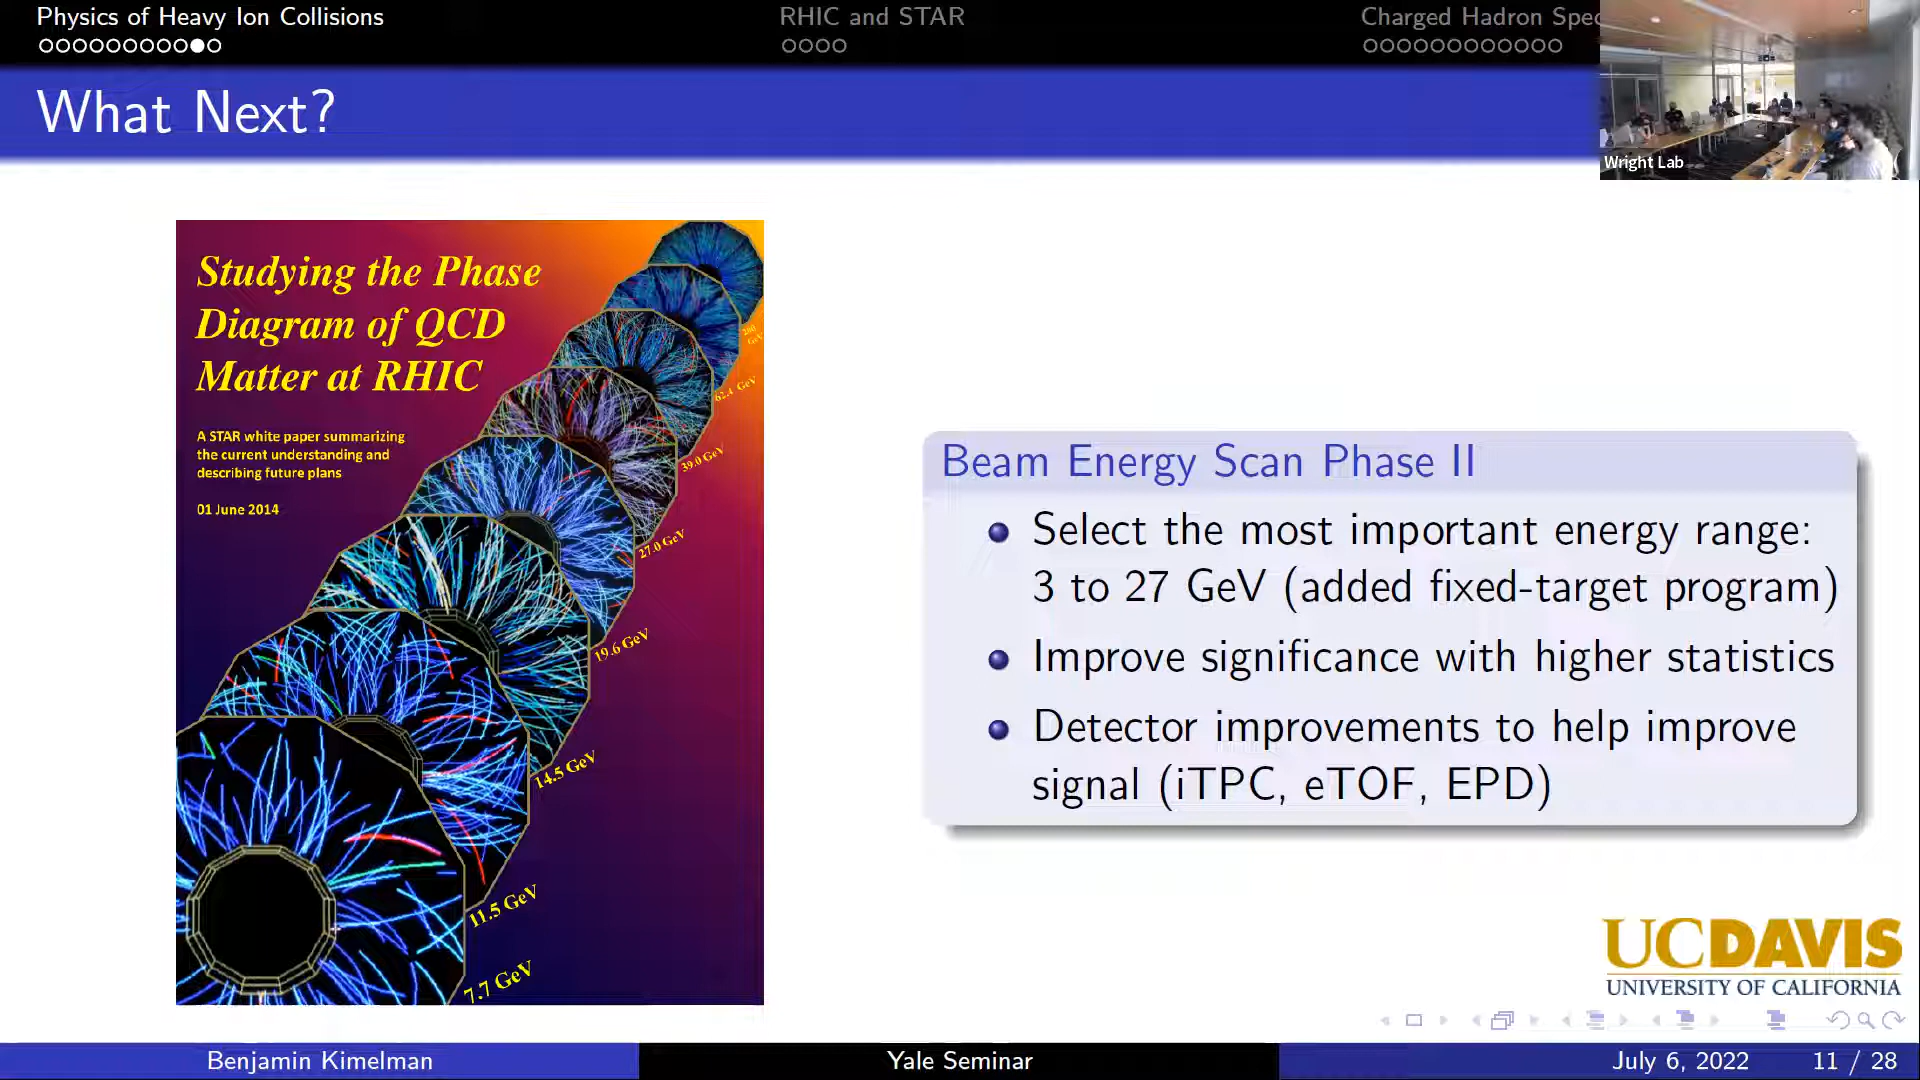 Physics of Heavy Ion Collisions
RHIC and STAR
Charged Hadron Spec
Wright Lab
What Next?
Studying the Phase
Diagram of QCD
Matter at RHIC
A STAR white paper summarizing
the current understanding and
describing future plans
01 June 2014
62.4 GeV
39.0 GeV
27.0 GeV
19.6 GeV
14.5 GeV
11.5 GeV
7.7 GeV
Beam Energy Scan Phase II
Select the most important energy range:
3 to 27 GeV (added fixed-target program)
Improve significance with higher statistics
Detector improvements to help improve
signal (iTPC, eTOF, EPD)
UCDAVIS
UNIVERSITY OF CALIFORNIA
Benjamin Kimelman
Yale Seminar
July 6, 2022
11 / 28